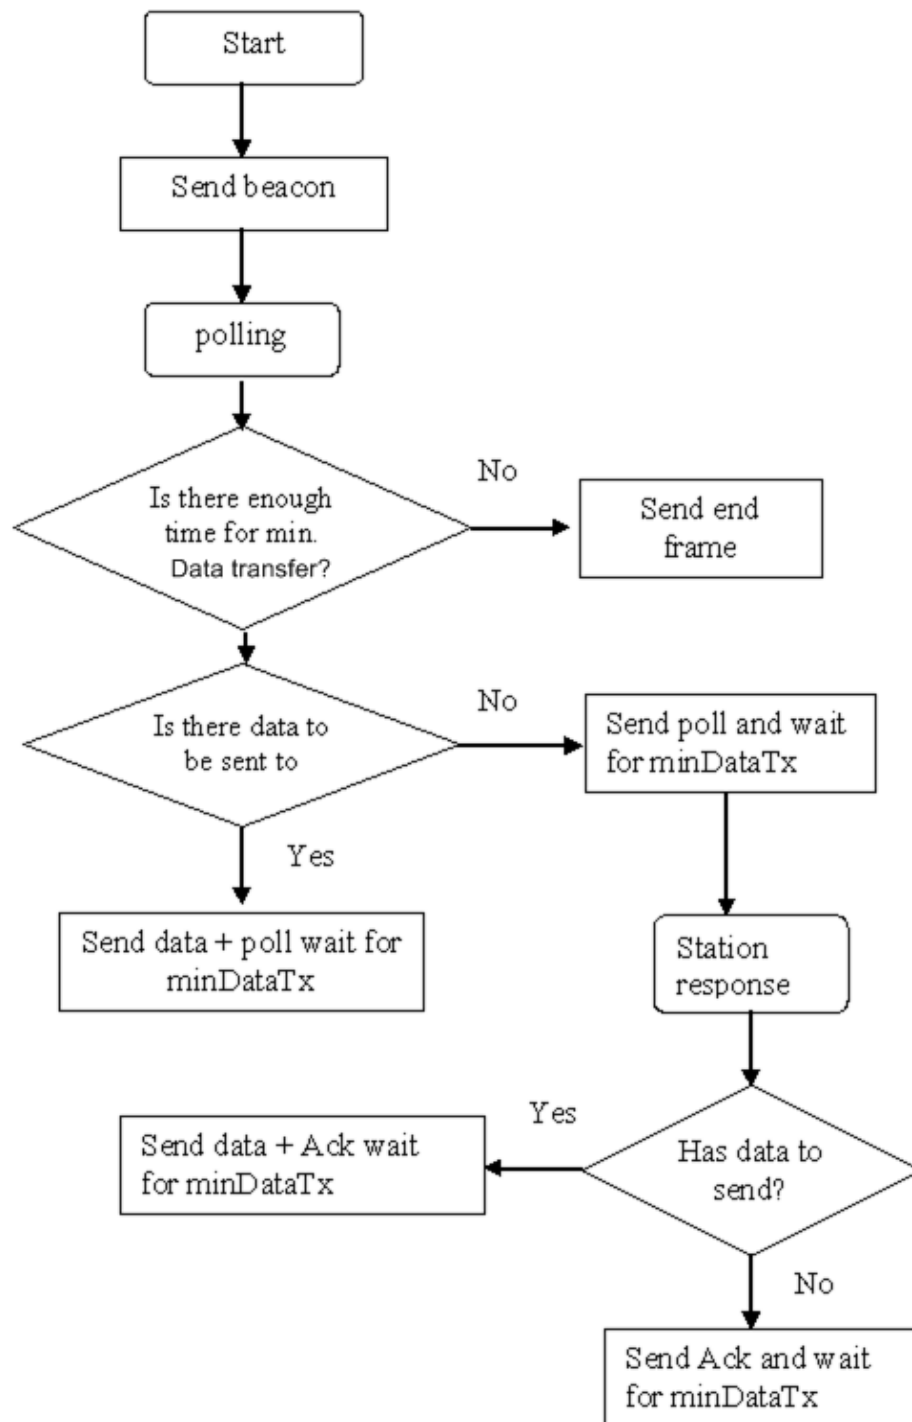 Start
Send beacon
polling
Is there enough
time for min.
Data transfer?
No
Send end
frame
Is there data to
be sent to
No
Send poll and wait
for minDataTx
Yes
Send data + poll wait for
minDataTx
Station
response
Has data to
send?
Yes
Send data + Ack wait
for minDataTx
No
Send Ack and wait
for minDataTx